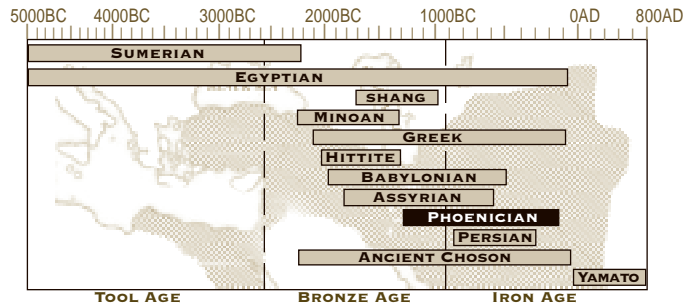 5000BC 4000BC 3000BC 2000BC 1000BC 0AD 800AD
SUMERIAN
EGYPTIAN
SHANG
MINOAN
GREEK
HITTITE
BABYLONIAN
ASSYRIAN
PHOENICIAN
PERSIAN
ANCIENT CHOSON
YAMATO
TOOL AGE BRONZE AGE IRON AGE